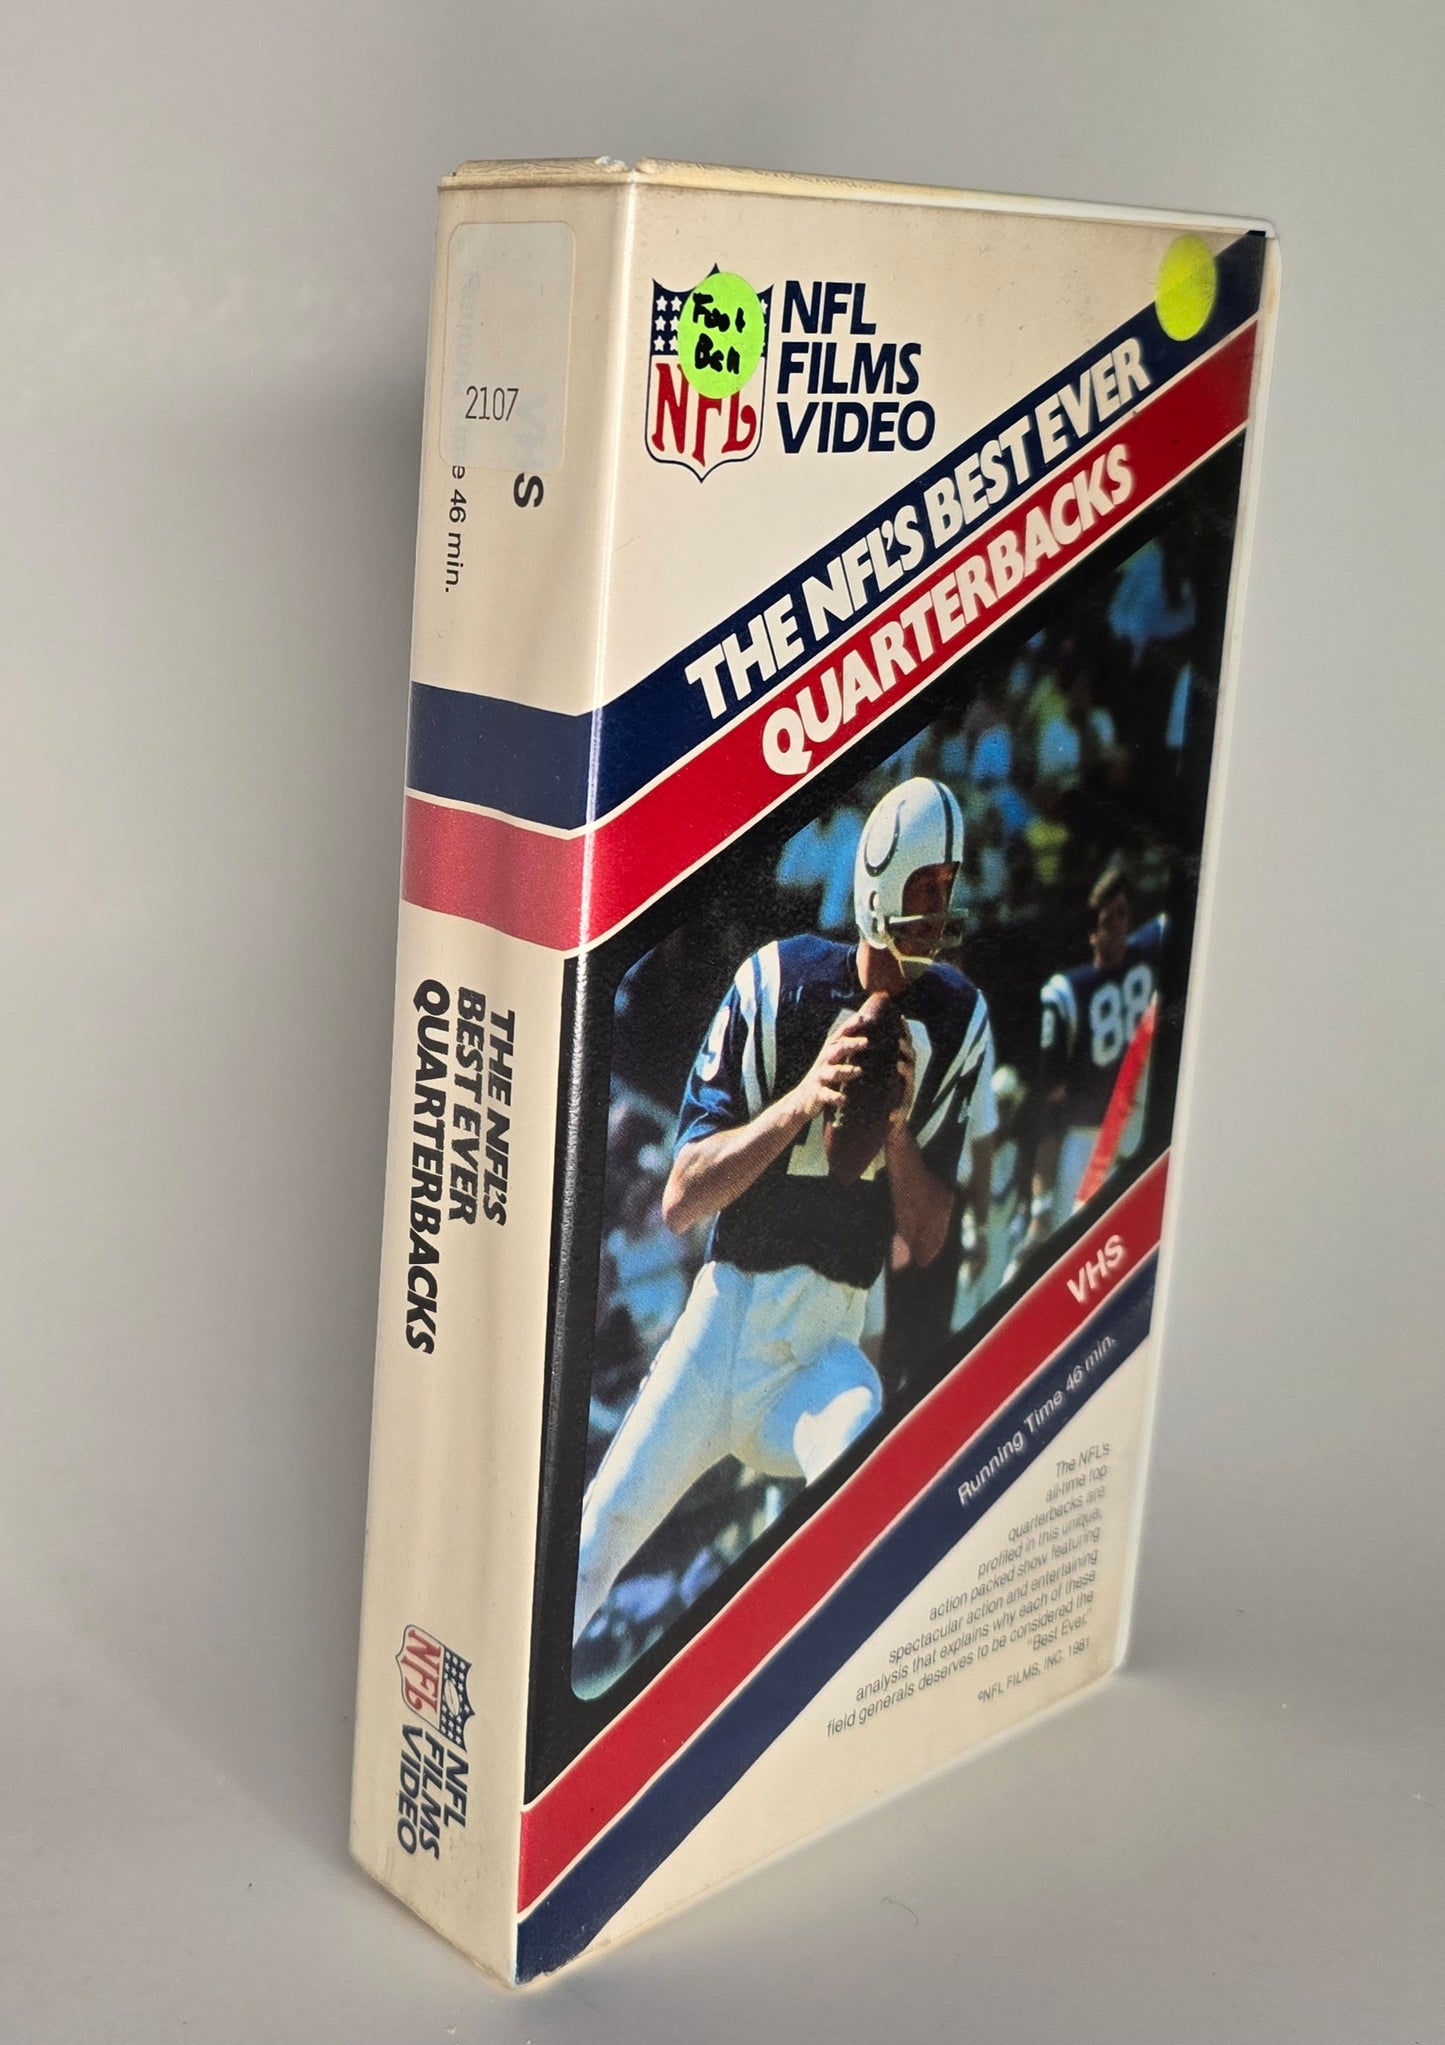 2107
S
e 46 min.
THE NFL'S
BEST EVER
QUARTERBACKS
NFL
NFL
FILMS
VIDEO
Foot
Ball
NFL
NFL
FILMS
VIDEO
THE NFL'S BEST EVER
QUARTERBACKS
9
88
VHS
Running Time 46 min.
The NFL's
all-time top
quarterbacks are
profiled in this unique,
action packed show featuring
spectacular action and entertaining
analysis that explains why each of these
field generals deserves to be considered the
"Best Ever."
©NFL FILMS, INC. 1981